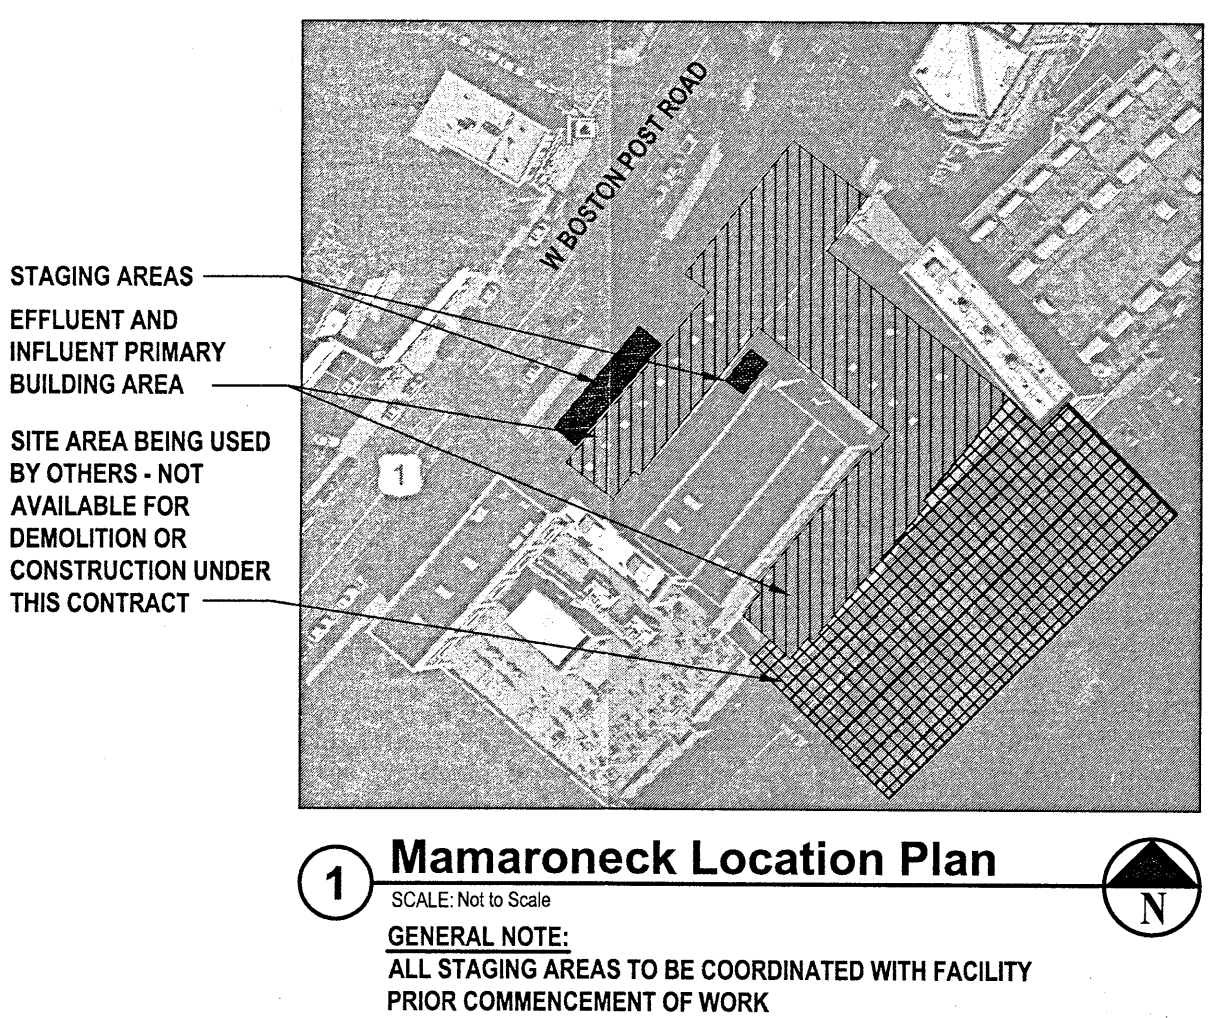 W BOSTON POST ROAD
STAGING AREAS
EFFLUENT AND
INFLUENT PRIMARY
BUILDING AREA
SITE AREA BEING USED
BY OTHERS - NOT
AVAILABLE FOR
DEMOLITION OR
CONSTRUCTION UNDER
THIS CONTRACT
1
1
Mamaroneck Location Plan
SCALE: Not to Scale
N
GENERAL NOTE:
ALL STAGING AREAS TO BE COORDINATED WITH FACILITY
PRIOR COMMENCEMENT OF WORK